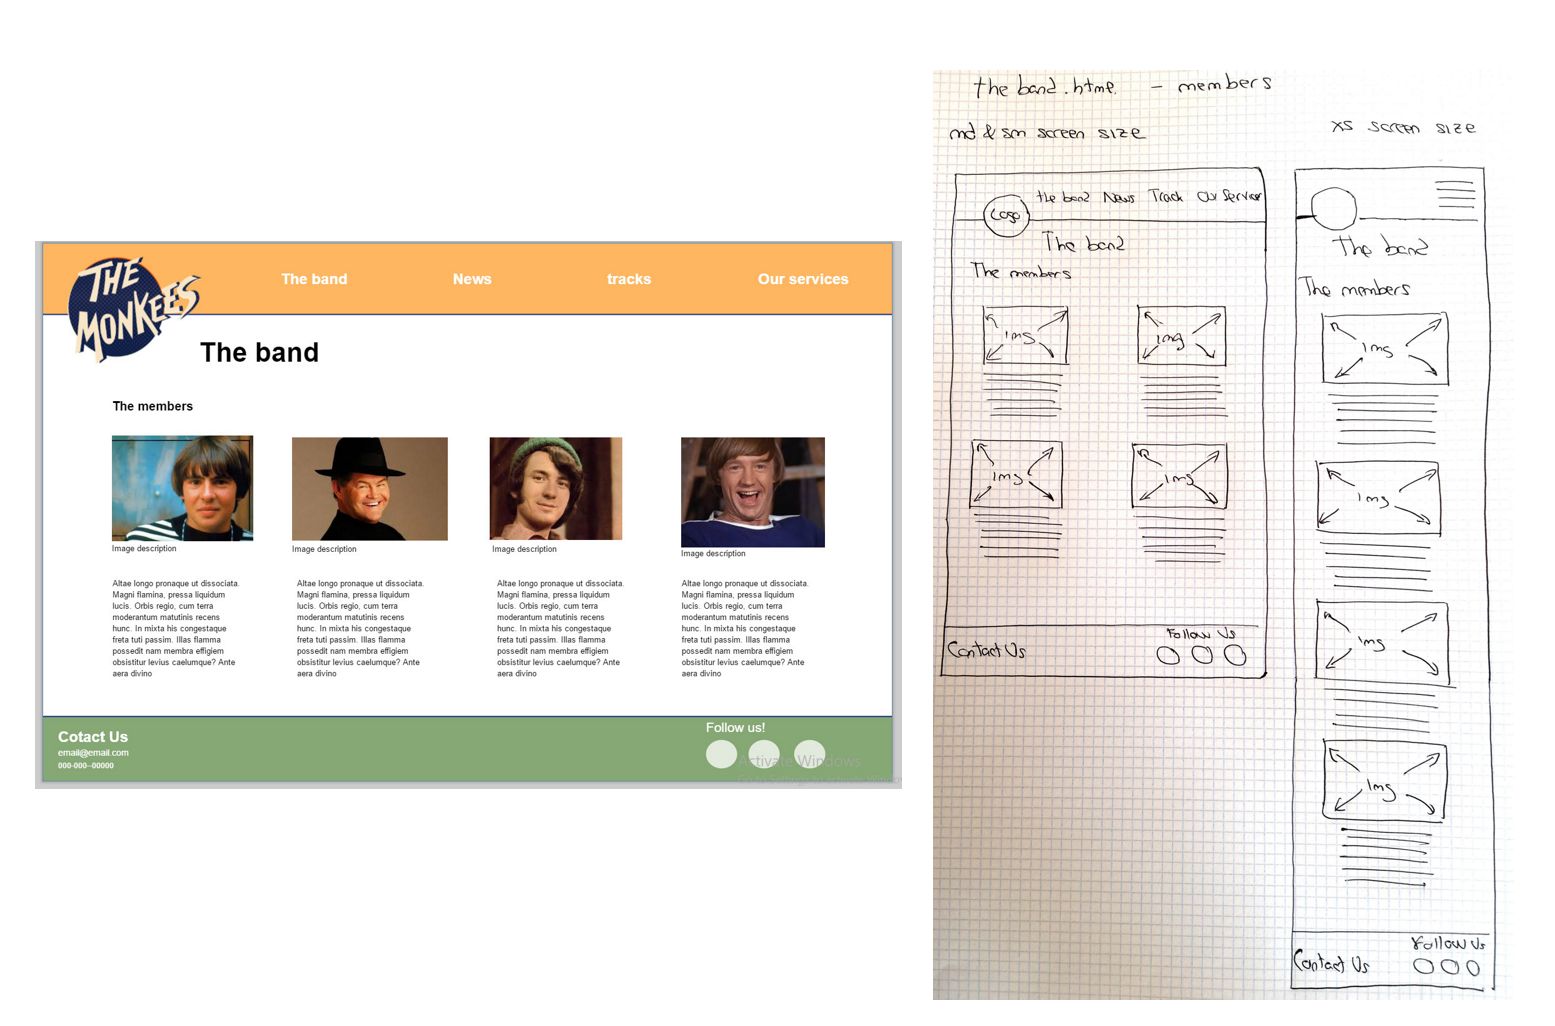 THE
MONKEES
The band
News
tracks
Our services
The band
The members
Image description
Image description
Image description
Image description
Altae longo pronaque ut dissociata.
Magni flamina, pressa liquidum
lucis. Orbis regio, cum terra
moderantum matutinis recens
hunc. In mixta his congestaque
freta tuti passim. Illas flamma
possedit nam membra effigiem
obsistitur levius caelumque? Ante
aera divino
Altae longo pronaque ut dissociata.
Magni flamina, pressa liquidum
lucis. Orbis regio, cum terra
moderantum matutinis recens
hunc. In mixta his congestaque
freta tuti passim. Illas flamma
possedit nam membra effigiem
obsistitur levius caelumque? Ante
aera divino
Altae longo pronaque ut dissociata.
Magni flamina, pressa liquidum
lucis. Orbis regio, cum terra
moderantum matutinis recens
hunc. In mixta his congestaque
freta tuti passim. Illas flamma
possedit nam membra effigiem
obsistitur levius caelumque? Ante
aera divino
Altae longo pronaque ut dissociata.
Magni flamina, pressa liquidum
lucis. Orbis regio, cum terra
moderantum matutinis recens
hunc. In mixta his congestaque
freta tuti passim. Illas flamma
possedit nam membra effigiem
obsistitur levius caelumque? Ante
aera divino
Cotact Us
email@email.com
000-000--00000
Follow us!
Activate Windows
Go to Settings to activate Windows
the band.html. - members
md & sm screen size
xs screen size
Logo
the band News Track Our Services
The band
The members
img
img
img
img
Contact Us
Follow Us
The band
The members
img
img
img
img
Contact Us
Follow Us